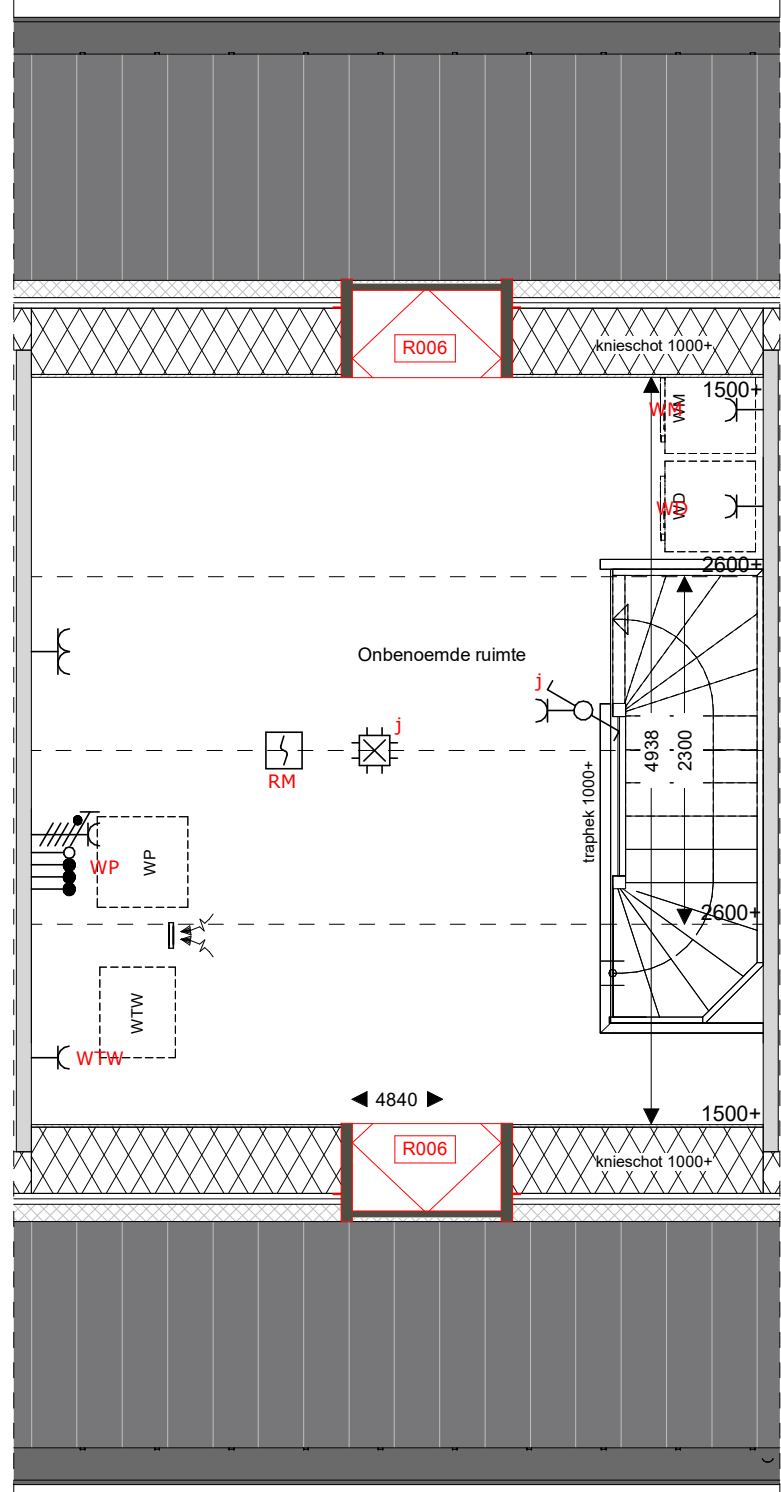 R006
knieschot 1000+
1500+
WM
WM
WD
WD
2600+
Onbenoemde ruimte
j
j
RM
4938
2300
traphek 1000+
WP
WP
2600+
WTW
WTW
4840
1500+
R006
knieschot 1000+